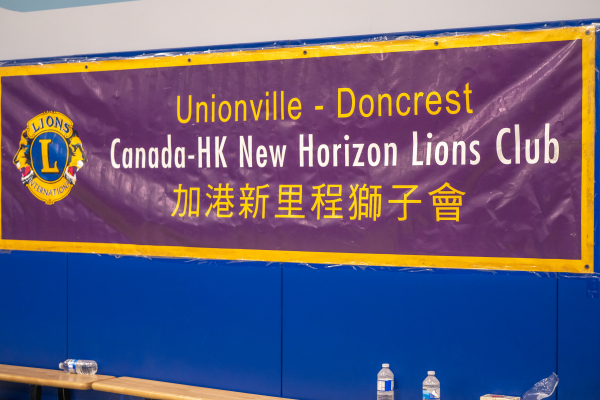 Unionville - Doncrest
Canada-HK New Horizon Lions Club
加港新里程獅子會
LIONS
L
INTERNATIONAL